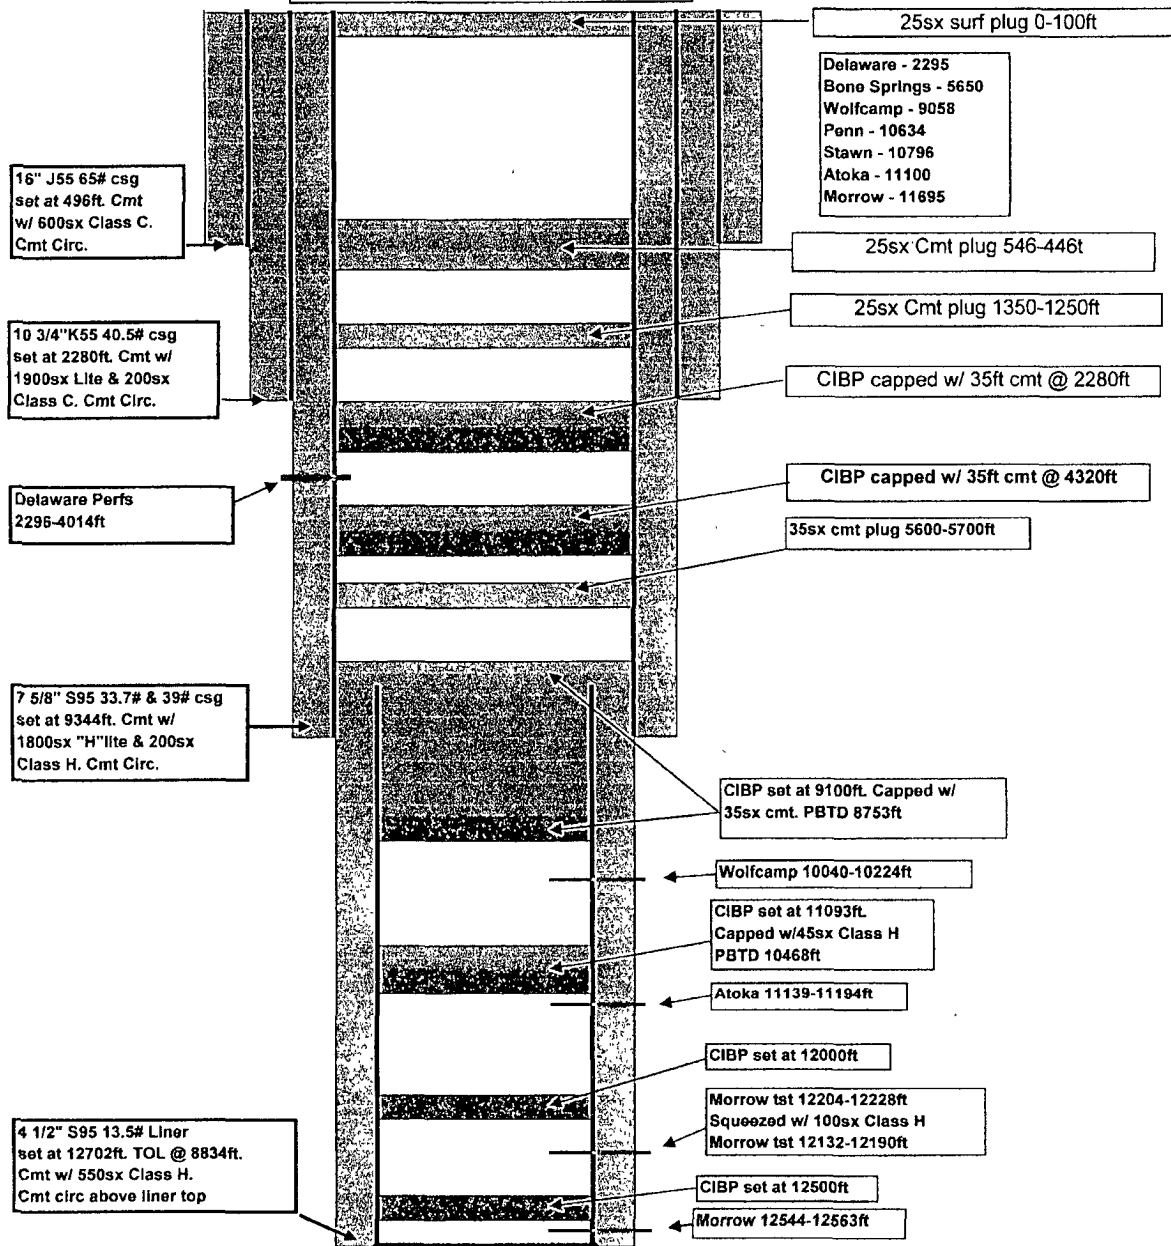 25sx surf plug 0-100ft
Delaware - 2295
Bone Springs - 5650
Wolfcamp - 9058
Penn - 10634
Stawn - 10796
Atoka - 11100
Morrow - 11695
16" J55 65# csg
set at 496ft. Cmt
w/ 600sx Class C.
Cmt Circ.
25sx Cmt plug 546-446t
25sx Cmt plug 1350-1250ft
10 3/4"K55 40.5# csg
set at 2280ft. Cmt w/
1900sx Lite & 200sx
Class C. Cmt Circ.
CIBP capped w/ 35ft cmt @ 2280ft
CIBP capped w/ 35ft cmt @ 4320ft
Delaware Perfs
2296-4014ft
35sx cmt plug 5600-5700ft
7 5/8" S95 33.7# & 39# csg
set at 9344ft. Cmt w/
1800sx "H"lite & 200sx
Class H. Cmt Circ.
CIBP set at 9100ft. Capped w/
35sx cmt. PBTD 8753ft
Wolfcamp 10040-10224ft
CIBP set at 11093ft.
Capped w/45sx Class H
PBTD 10468ft
Atoka 11139-11194ft
CIBP set at 12000ft
Morrow tst 12204-12228ft
Squeezed w/ 100sx Class H
Morrow tst 12132-12190ft
4 1/2" S95 13.5# Liner
set at 12702ft. TOL @ 8834ft.
Cmt w/ 550sx Class H.
Cmt circ above liner top
CIBP set at 12500ft
Morrow 12544-12563ft